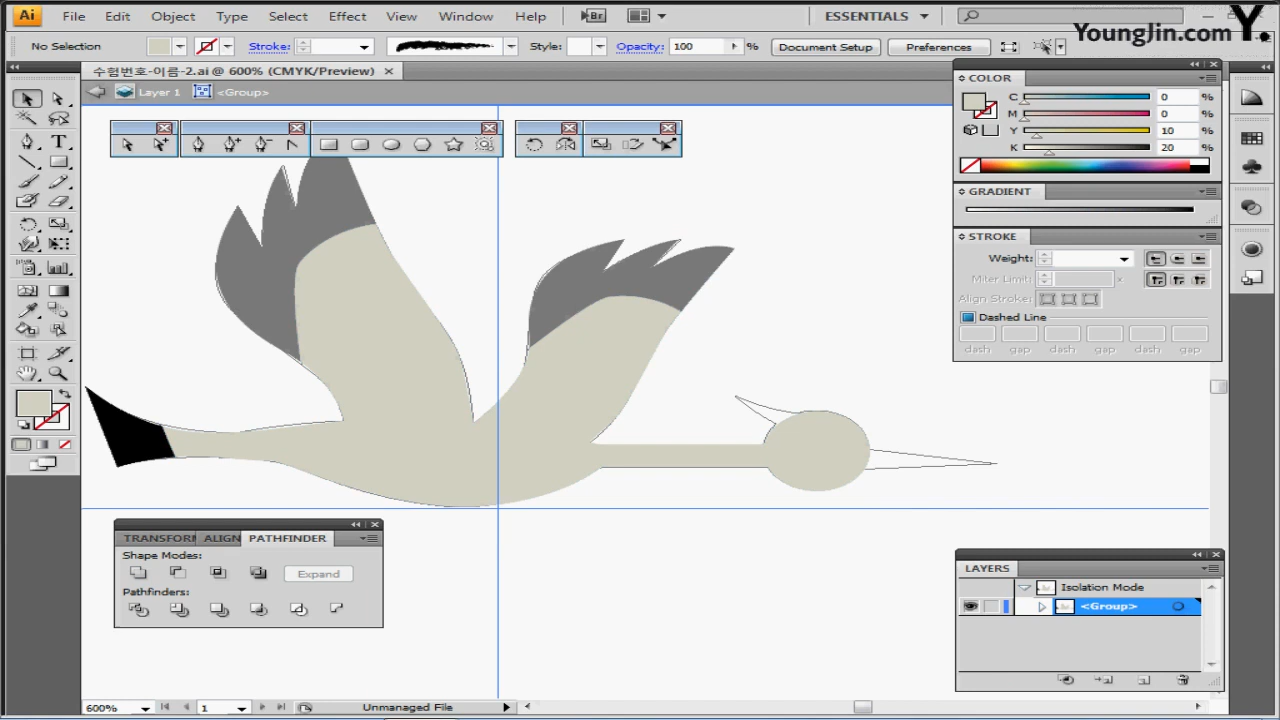 Ai File Edit Object Type Select Effect View Window Help Br ESSENTIALS
YoungJin.com
Y.
No Selection Stroke: Style: Opacity: 100 % Document Setup Preferences
수험번호-이름-2.ai @ 600% (CMYK/Preview) ×
Layer 1 <Group>
COLOR
C 0 %
M 0 %
Y 10 %
K 20 %
GRADIENT
STROKE
Weight:
Miter Limit: ×
Align Stroke:
Dashed Line
dash gap dash gap dash gap
TRANSFORM ALIGN PATHFINDER
Shape Modes:
Expand
Pathfinders:
LAYERS
Isolation Mode
<Group>
600% 1 Unmanaged File